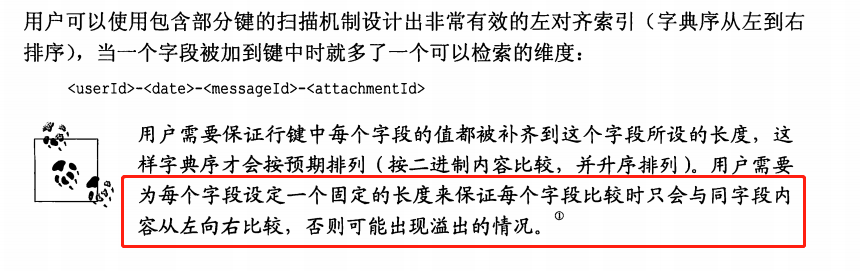 用户可以使用包含部分键的扫描机制设计出非常有效的左对齐索引（字典序从左到右
排序），当一个字段被加到键中时就多了一个可以检索的维度：
<userId>-<date>-<messageId>-<attachmentId>
用户需要保证行键中每个字段的值都被补齐到这个字段所设的长度，这
样字典序才会按预期排列（按二进制内容比较，并升序排列）。用户需要
为每个字段设定一个固定的长度来保证每个字段比较时只会与同字段内
容从左向右比较，否则可能出现溢出的情况。①